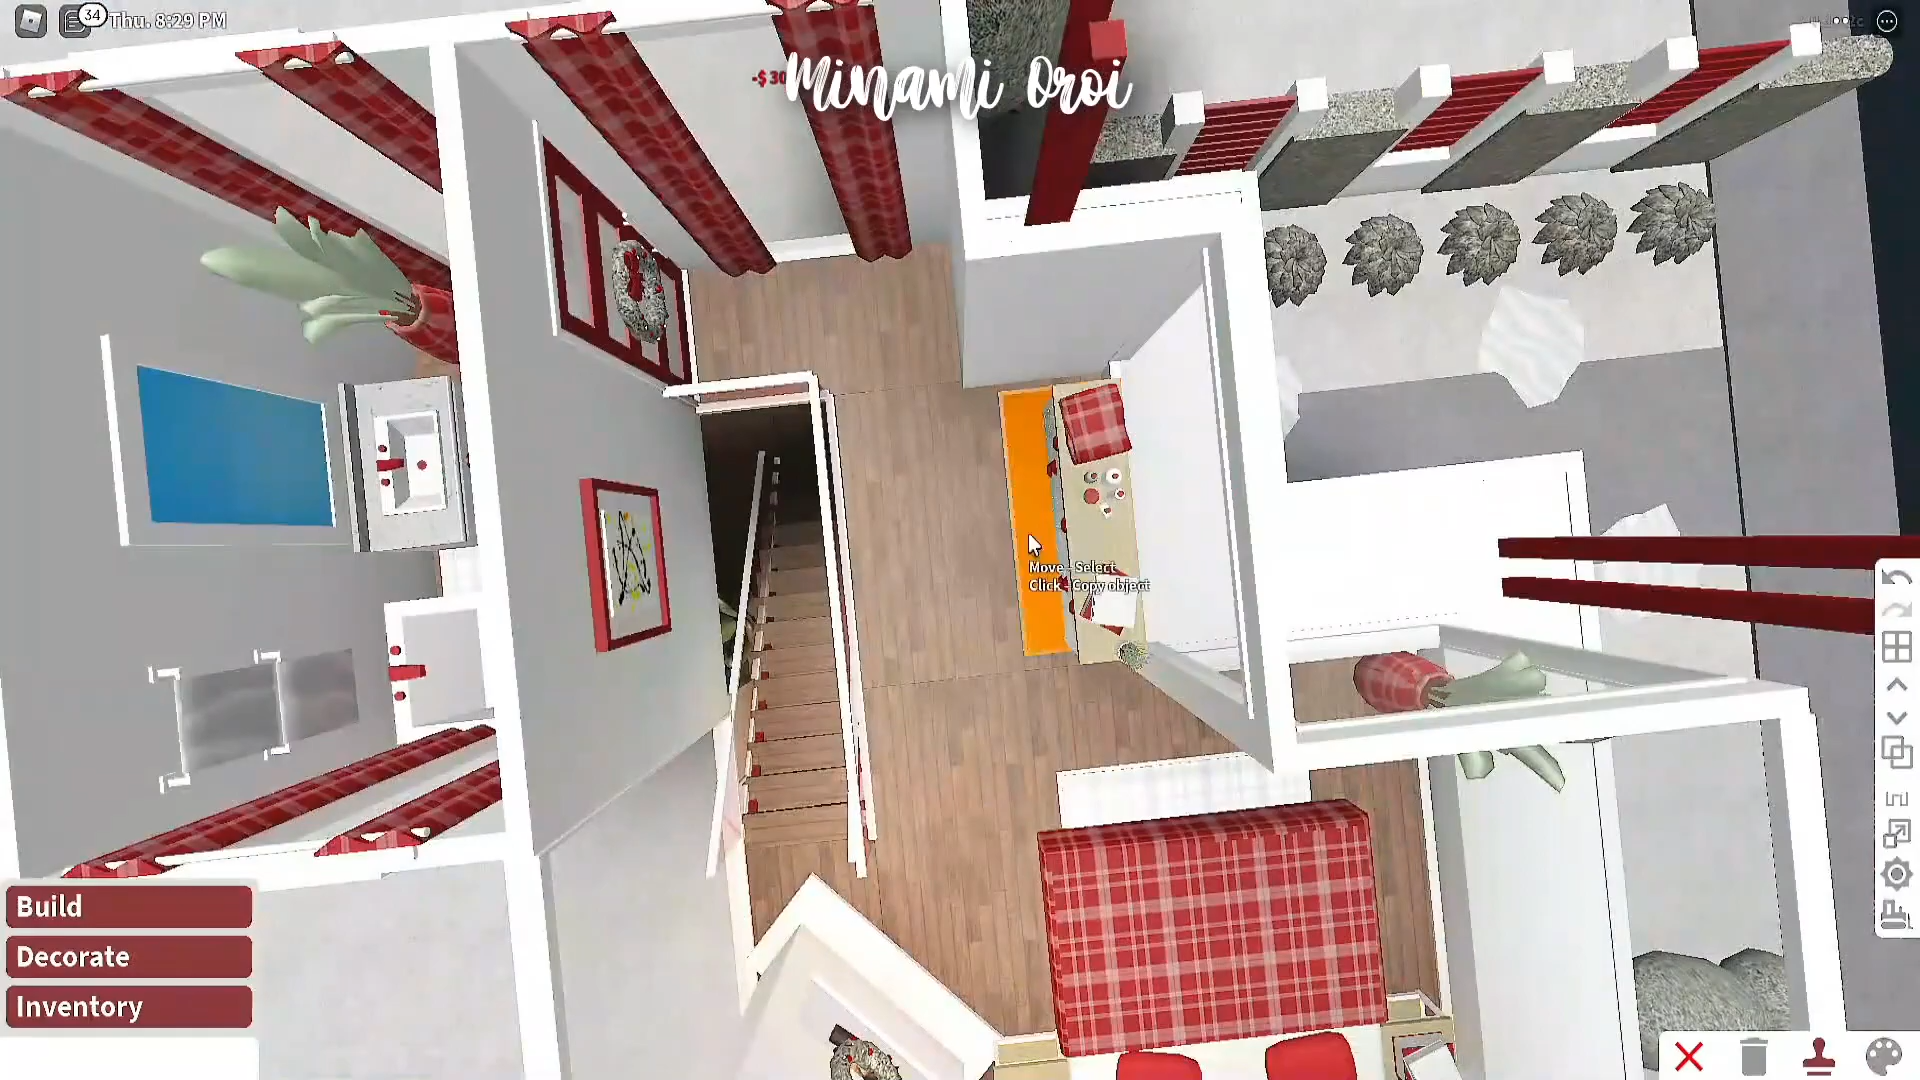 34
Thu. 8:29 PM
-$30
Minami Oroi
Move - Select
Click - Copy object
Build
Decorate
Inventory